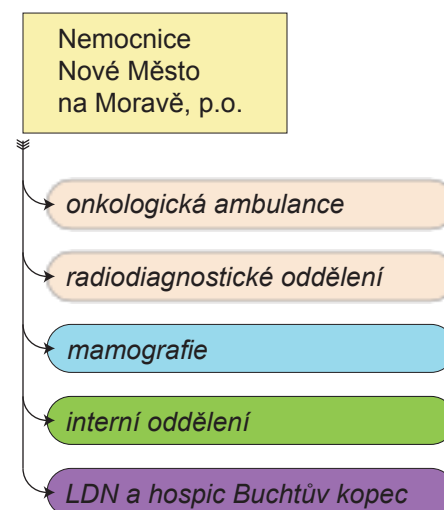 Nemocnice
Nové Město
na Moravě, p.o.
onkologická ambulance
radiodiagnostické oddělení
mamografie
interní oddělení
LDN a hospic Buchtův kopec